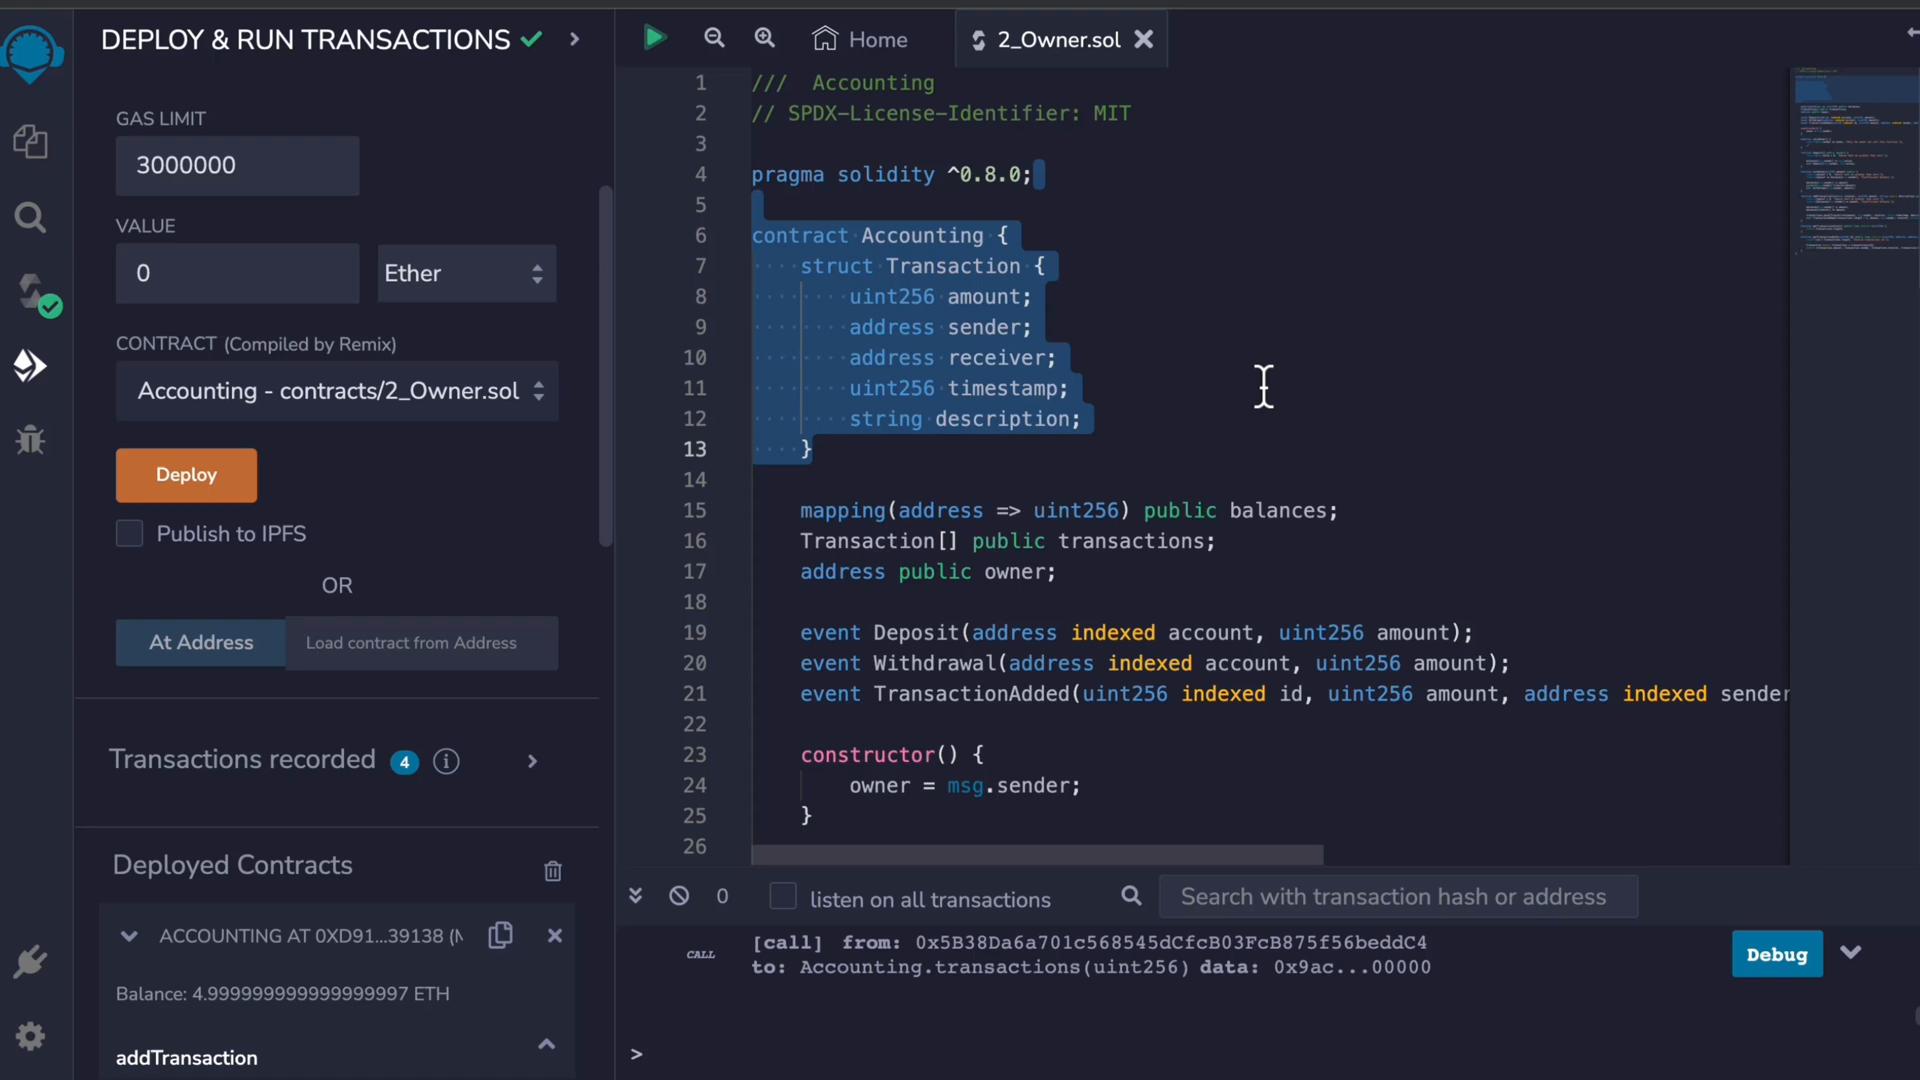 DEPLOY & RUN TRANSACTIONS
GAS LIMIT
3000000
VALUE
0
Ether
CONTRACT (Compiled by Remix)
Accounting - contracts/2_Owner.sol
Deploy
Publish to IPFS
OR
At Address
Load contract from Address
Transactions recorded 4 i
Deployed Contracts
ACCOUNTING AT 0XD91...39138 (M
Balance: 4.999999999999999997 ETH
addTransaction
Home
2_Owner.sol
1 /// Accounting
2 // SPDX-License-Identifier: MIT
3
4 pragma solidity ^0.8.0;
5
6 contract Accounting {
7 struct Transaction {
8 uint256 amount;
9 address sender;
10 address receiver;
11 uint256 timestamp;
12 string description;
13 }
14
15 mapping(address => uint256) public balances;
16 Transaction[] public transactions;
17 address public owner;
18
19 event Deposit(address indexed account, uint256 amount);
20 event Withdrawal(address indexed account, uint256 amount);
21 event TransactionAdded(uint256 indexed id, uint256 amount, address indexed sender
22
23 constructor() {
24 owner = msg.sender;
25 }
26
0
listen on all transactions
Search with transaction hash or address
CALL
[call] from: 0x5B38Da6a701c568545dCfcB03FcB875f56beddC4
to: Accounting.transactions(uint256) data: 0x9ac...00000
Debug
>